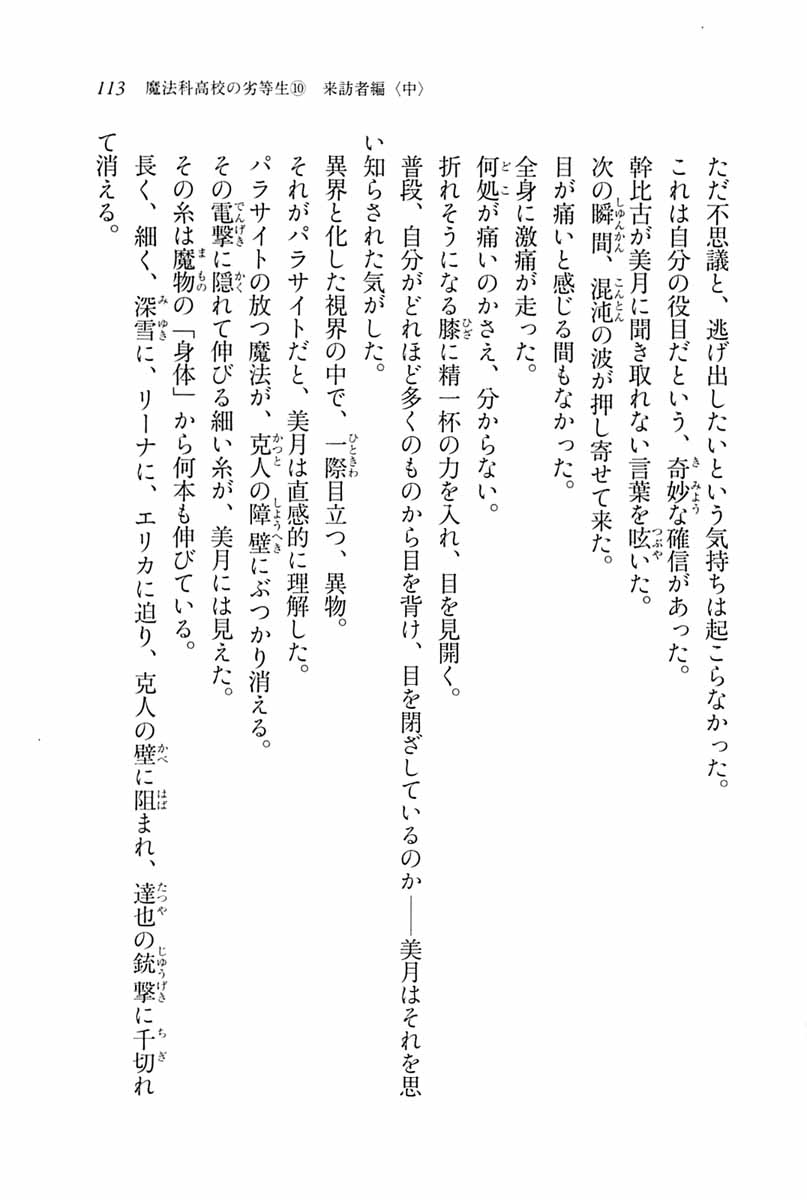 113　魔法科高校の劣等生⑩　来訪者編〈中〉
ただ不思議と、逃げ出したいという気持ちは起こらなかった。
これは自分の役目だという、奇妙な確信があった。
幹比古が美月に聞き取れない言葉を呟いた。
次の瞬間、混沌の波が押し寄せて来た。
目が痛いと感じる間もなかった。
全身に激痛が走った。
何処が痛いのかさえ、分からない。
折れそうになる膝に精一杯の力を入れ、目を見開く。
普段、自分がどれほど多くのものから目を背け、目を閉ざしているのか――美月はそれを思
い知らされた気がした。
異界と化した視界の中で、一際目立つ、異物。
それがパラサイトだと、美月は直感的に理解した。
パラサイトの放つ魔法が、克人の障壁にぶつかり消える。
その電撃に隠れて伸びる細い糸が、美月には見えた。
その糸は魔物の「身体」から何本も伸びている。
長く、細く、深雪に、リーナに、エリカに迫り、克人の壁に阻まれ、達也の銃撃に千切れ
て消える。